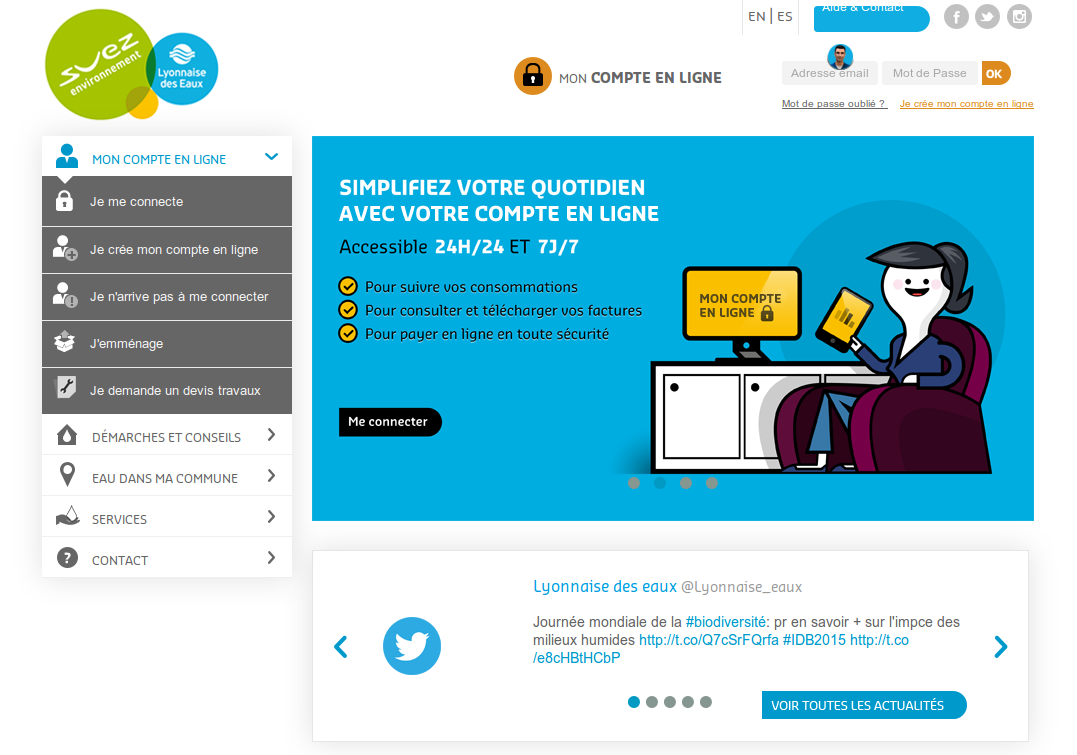 EN | ES
Aide & Contact
suez
environnement
Lyonnaise
des Eaux
MON COMPTE EN LIGNE
Adresse email
Mot de Passe
OK
Mot de passe oublié ?
Je crée mon compte en ligne
MON COMPTE EN LIGNE
Je me connecte
Je crée mon compte en ligne
Je n'arrive pas à me connecter
J'emménage
Je demande un devis travaux
DÉMARCHES ET CONSEILS
EAU DANS MA COMMUNE
SERVICES
CONTACT
SIMPLIFIEZ VOTRE QUOTIDIEN
AVEC VOTRE COMPTE EN LIGNE
Accessible 24H/24 ET 7J/7
Pour suivre vos consommations
Pour consulter et télécharger vos factures
Pour payer en ligne en toute sécurité
Me connecter
MON COMPTE
EN LIGNE
Lyonnaise des eaux @Lyonnaise_eaux
Journée mondiale de la #biodiversité: pr en savoir + sur l'impce des
milieux humides http://t.co/Q7cSrFQrfa #IDB2015 http://t.co
/e8cHBtHCbP
VOIR TOUTES LES ACTUALITÉS